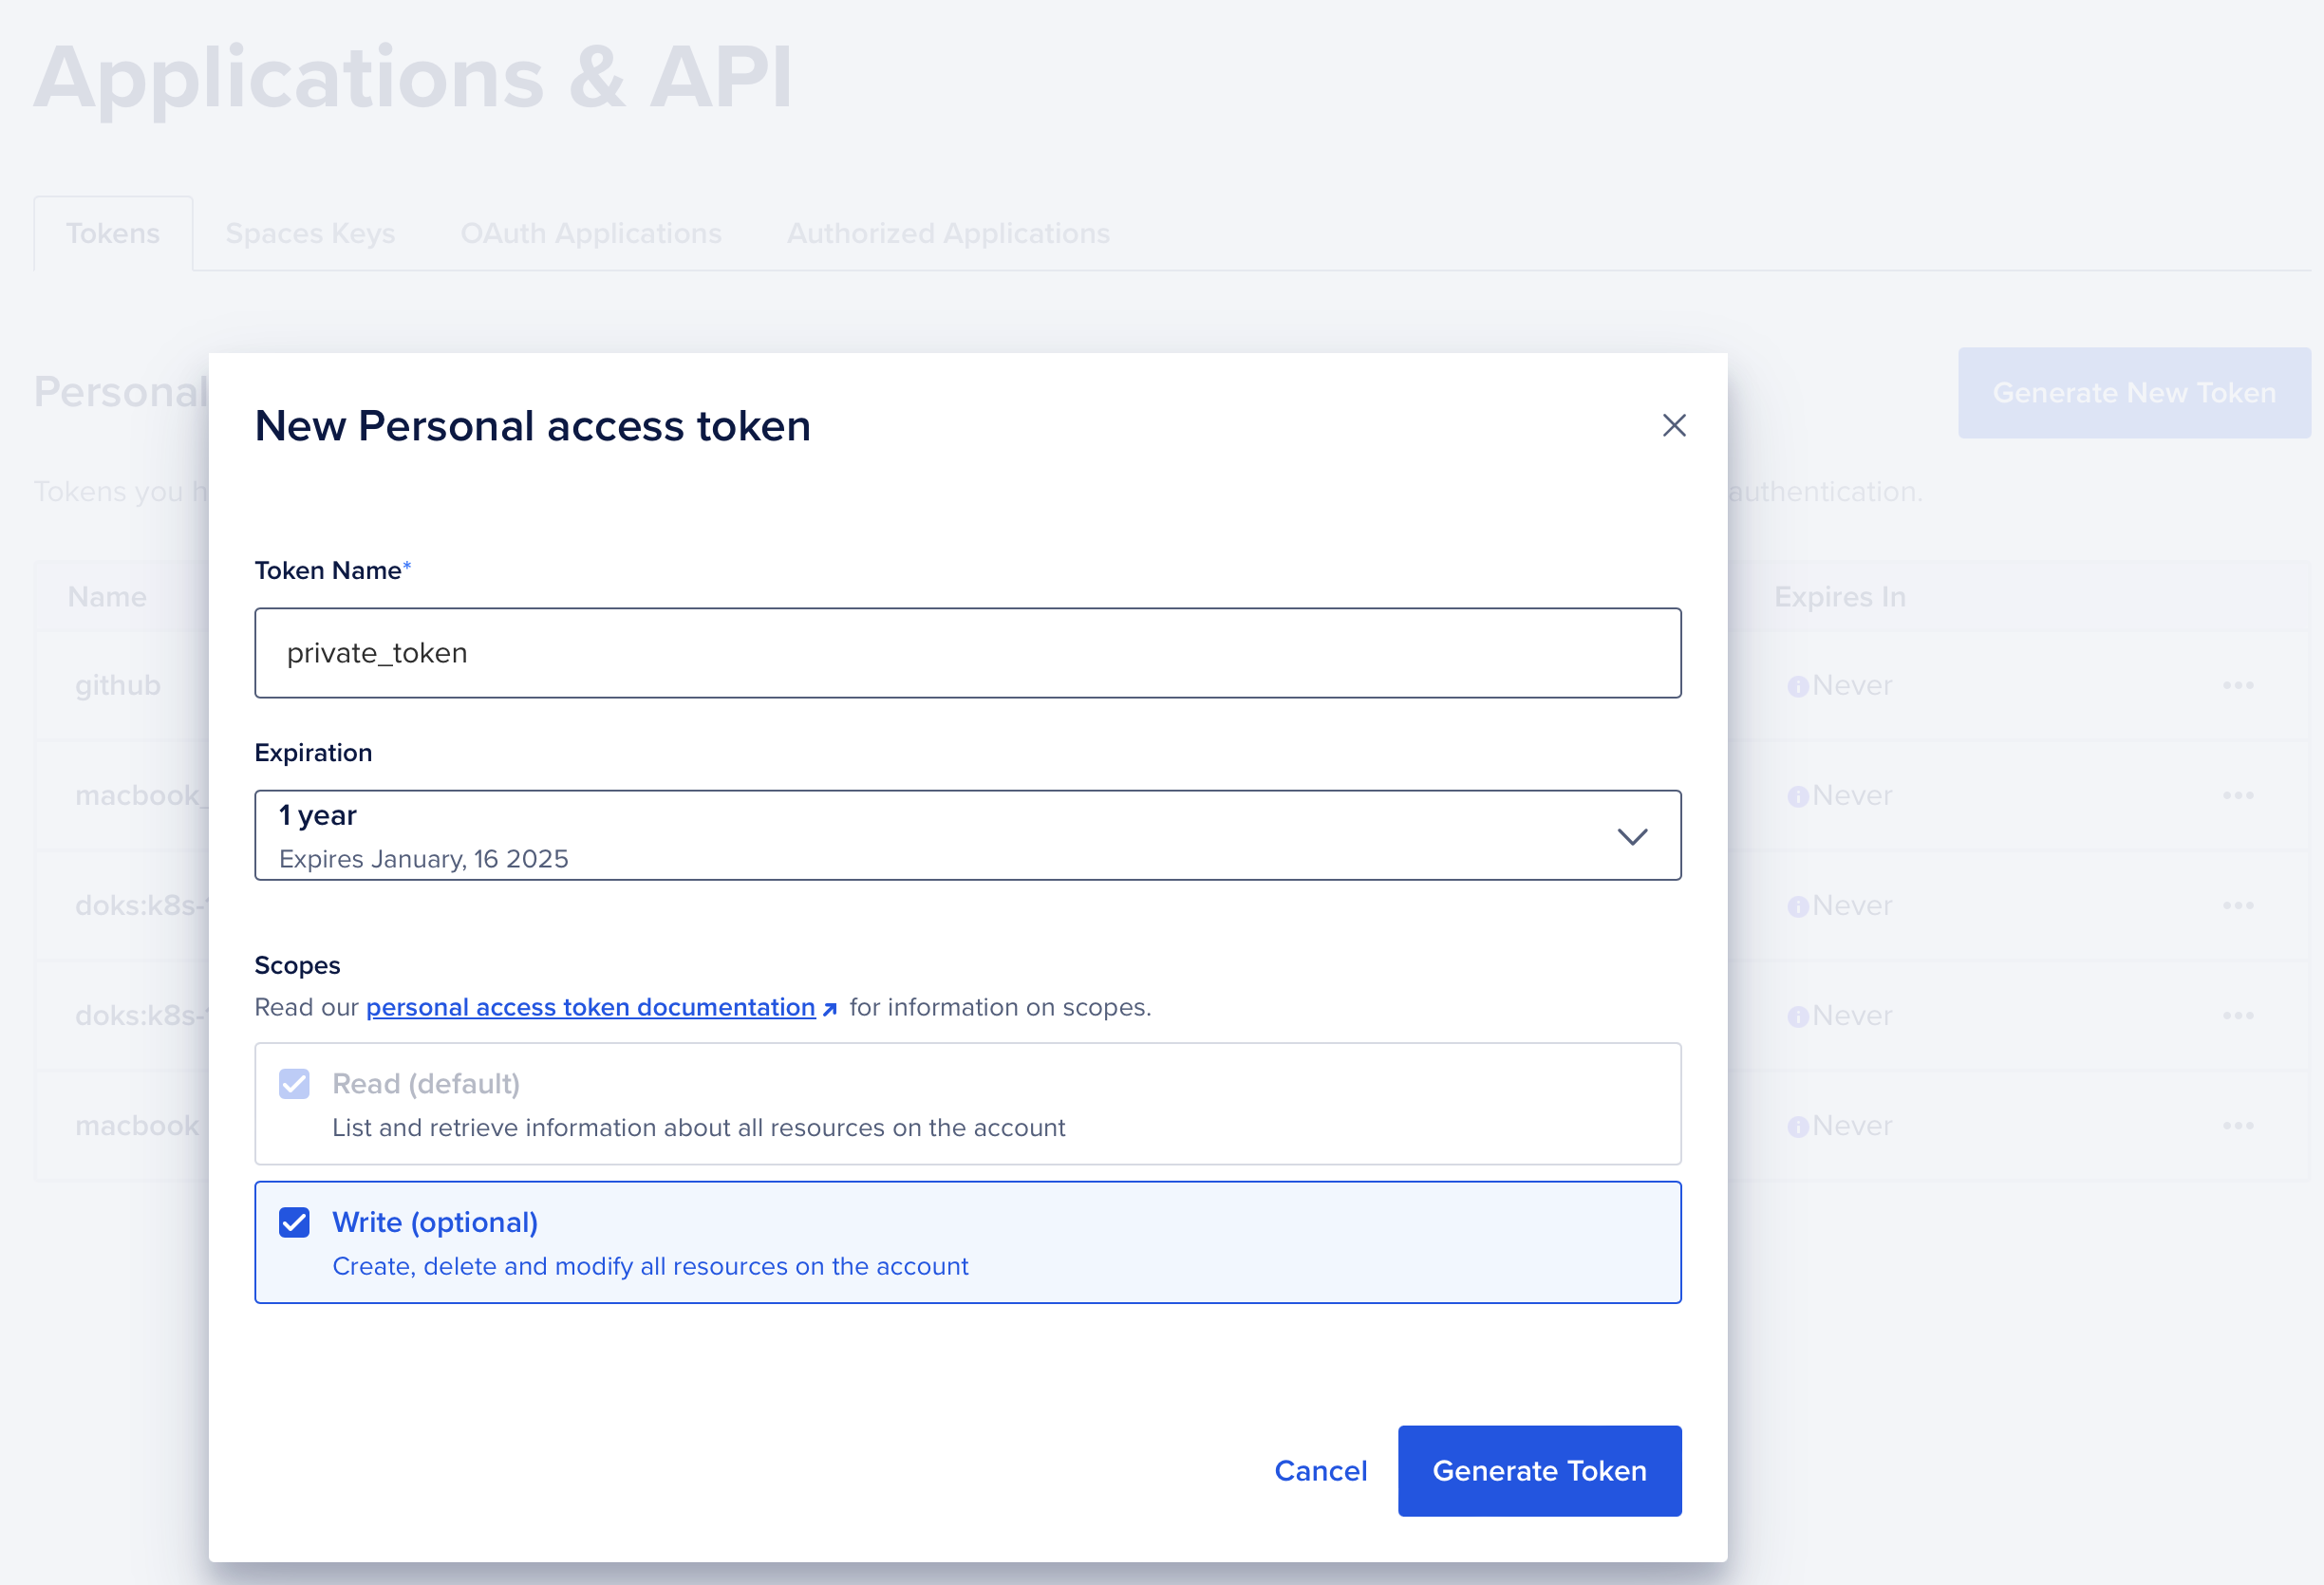 Applications & API
Tokens Spaces Keys OAuth Applications Authorized Applications
Personal Generate New Token
Tokens you h authentication.
New Personal access token
Token Name*
private_token
Expiration
1 year
Expires January, 16 2025
Scopes
Read our personal access token documentation for information on scopes.
Read (default)
List and retrieve information about all resources on the account
Write (optional)
Create, delete and modify all resources on the account
Cancel Generate Token
Name Expires In
github Never
macbook_ Never
doks:k8s- Never
doks:k8s- Never
macbook Never